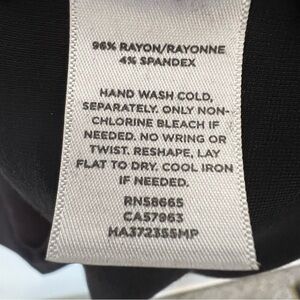 96% RAYON/RAYONNE
4% SPANDEX
HAND WASH COLD,
SEPARATELY. ONLY NON-
CHLORINE BLEACH IF
NEEDED. NO WRING OR
TWIST. RESHAPE, LAY
FLAT TO DRY. COOL IRON
IF NEEDED.
RN58665
CA57963
HA372355MP